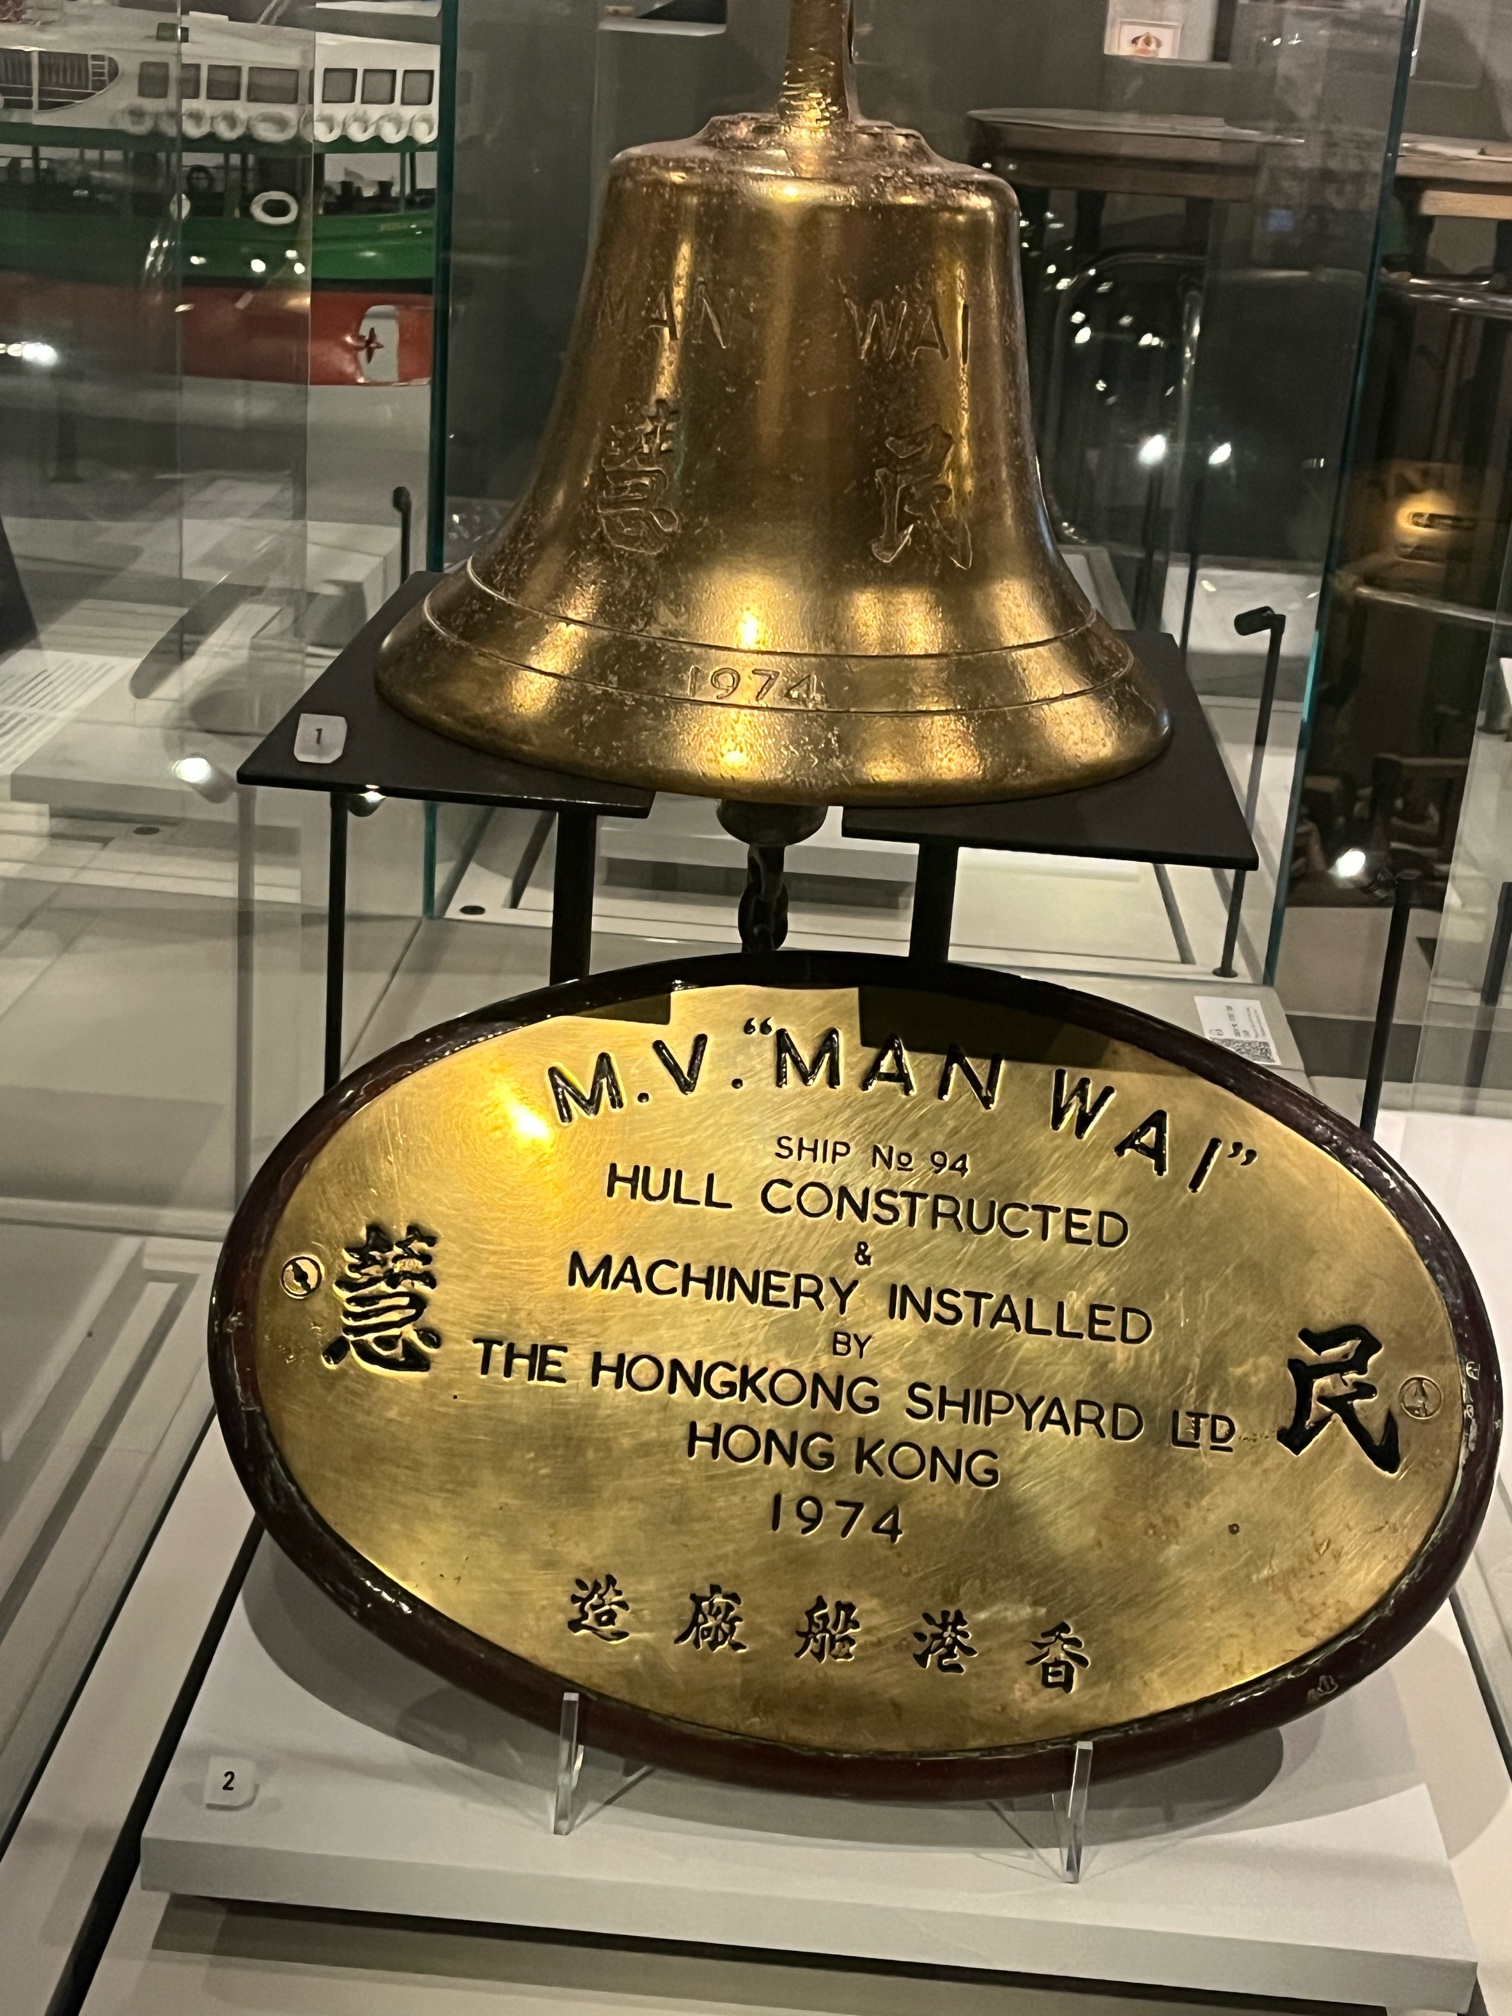 MAN WAI
慧 民
1974
1
M.V. "MAN WAI"
SHIP No 94
HULL CONSTRUCTED
&
MACHINERY INSTALLED
BY
慧 民
THE HONGKONG SHIPYARD LTD
HONG KONG
1974
造廠船港香
2